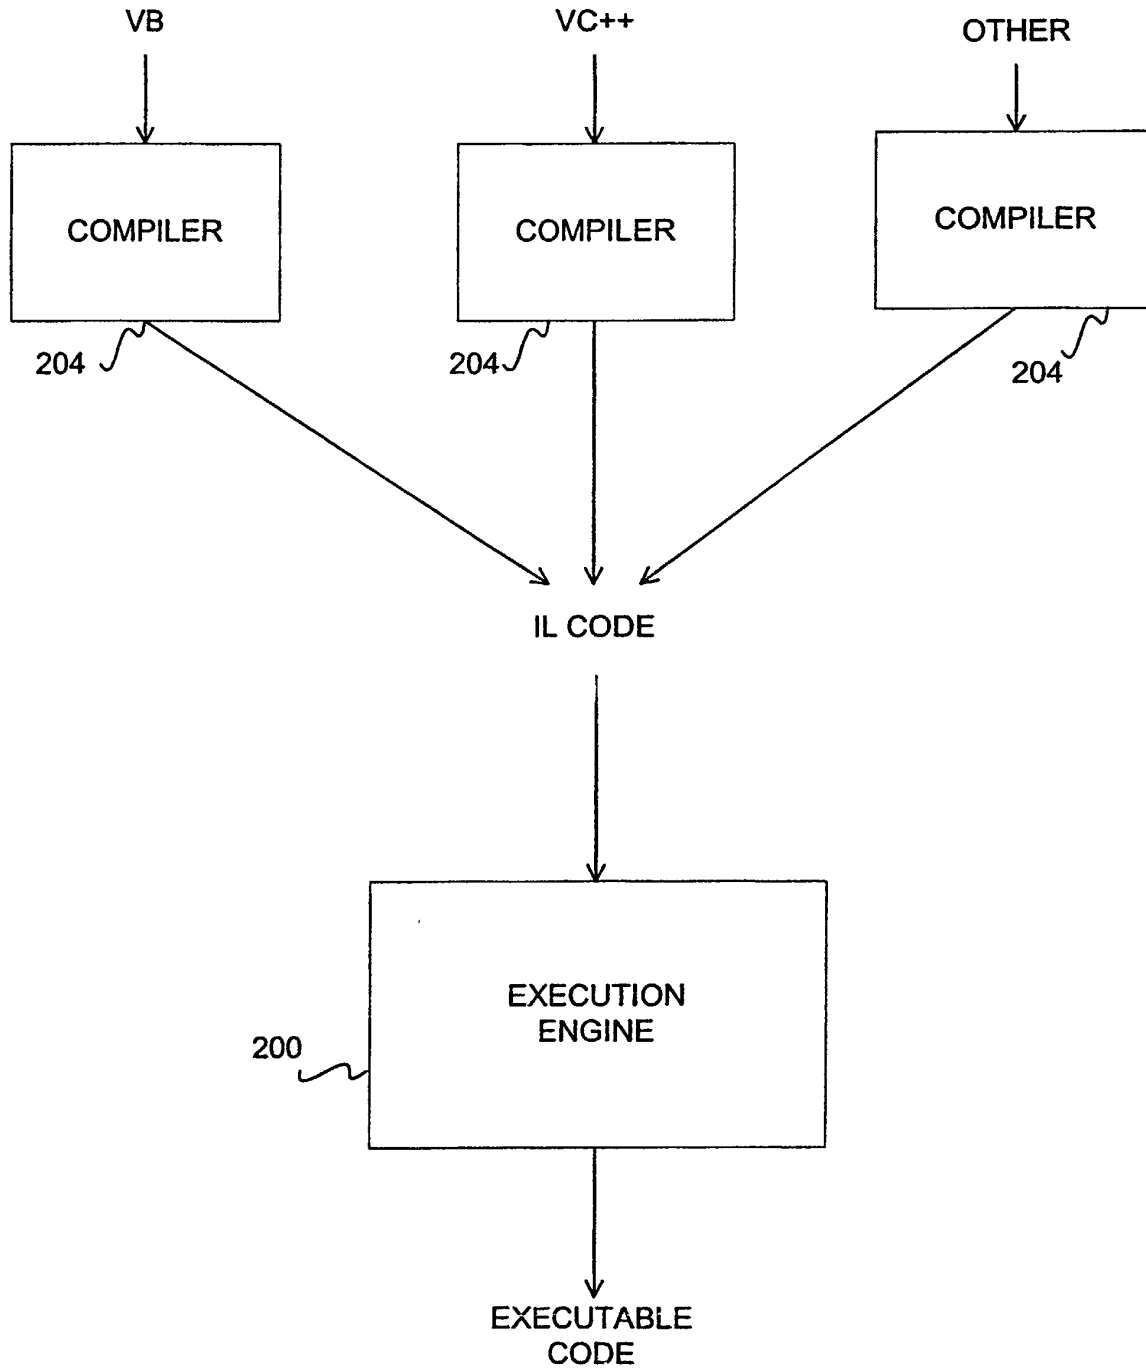 VB
VC++
OTHER
COMPILER
COMPILER
COMPILER
204
204
204
IL CODE
EXECUTION
ENGINE
200
EXECUTABLE
CODE